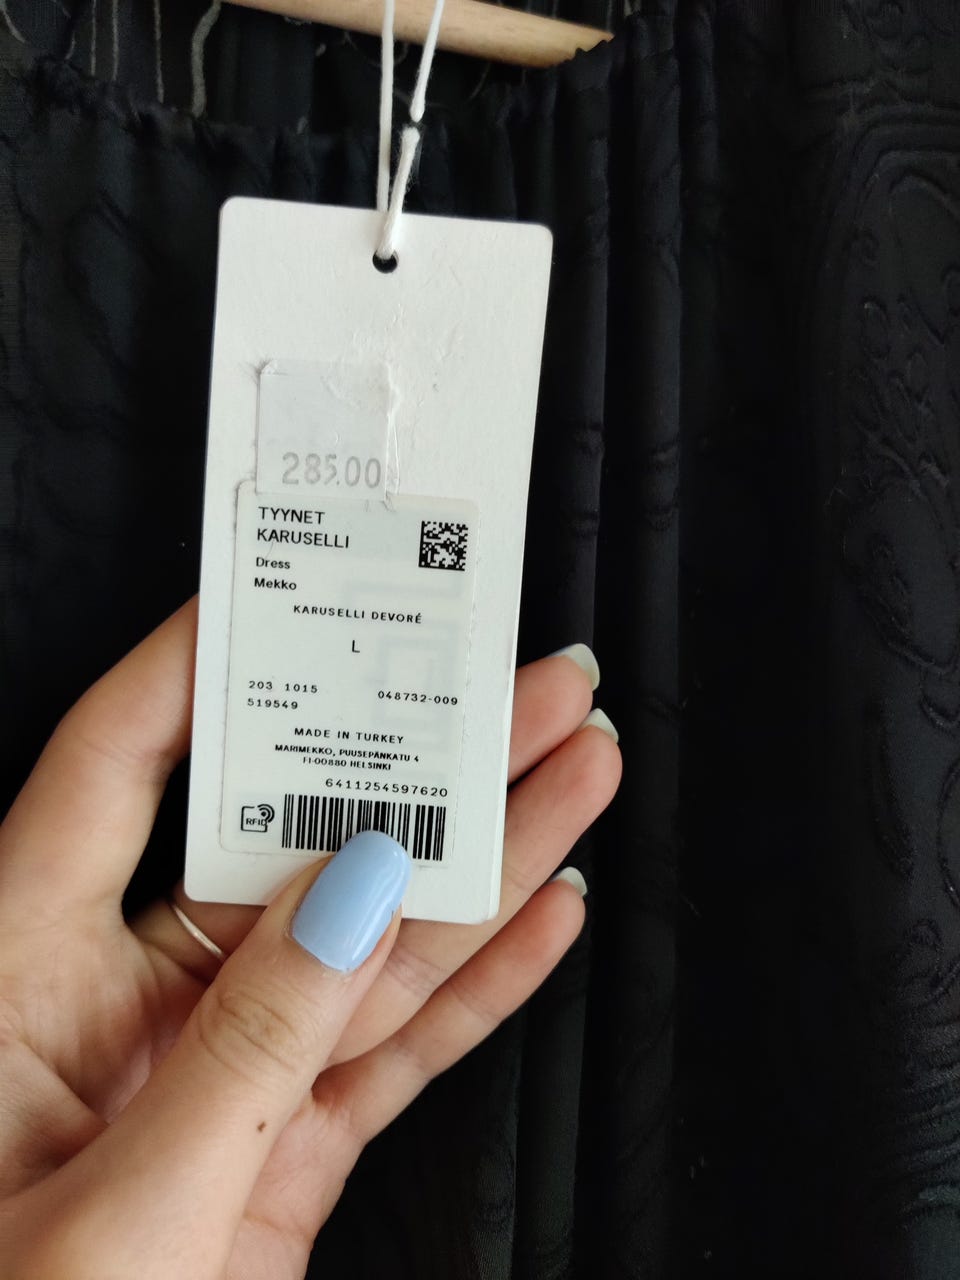 285.00
TYYNET
KARUSELLI
Dress
Mekko
KARUSELLI DEVORÉ
L
203 1015
048732-009
519549
MADE IN TURKEY
MARIMEKKO, PUUSEPÄNKATU 4
FI-00880 HELSINKI
6411254597620
RFID